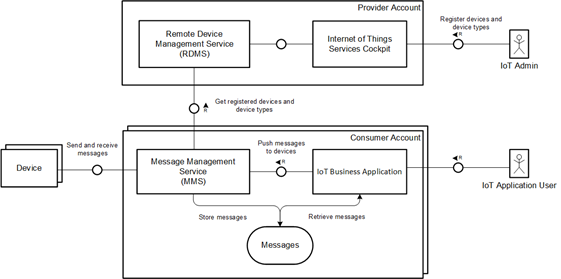 Provider Account
Remote Device
Management Service
(RDMS)
Internet of Things
Services Cockpit
Register devices and
device types
R
IoT Admin
Get registered devices and
device types
R
Consumer Account
Send and receive
messages
Device
Message Management
Service
(MMS)
Push messages
to devices
R
IoT Business Application
R
IoT Application User
Store messages
Retrieve messages
Messages